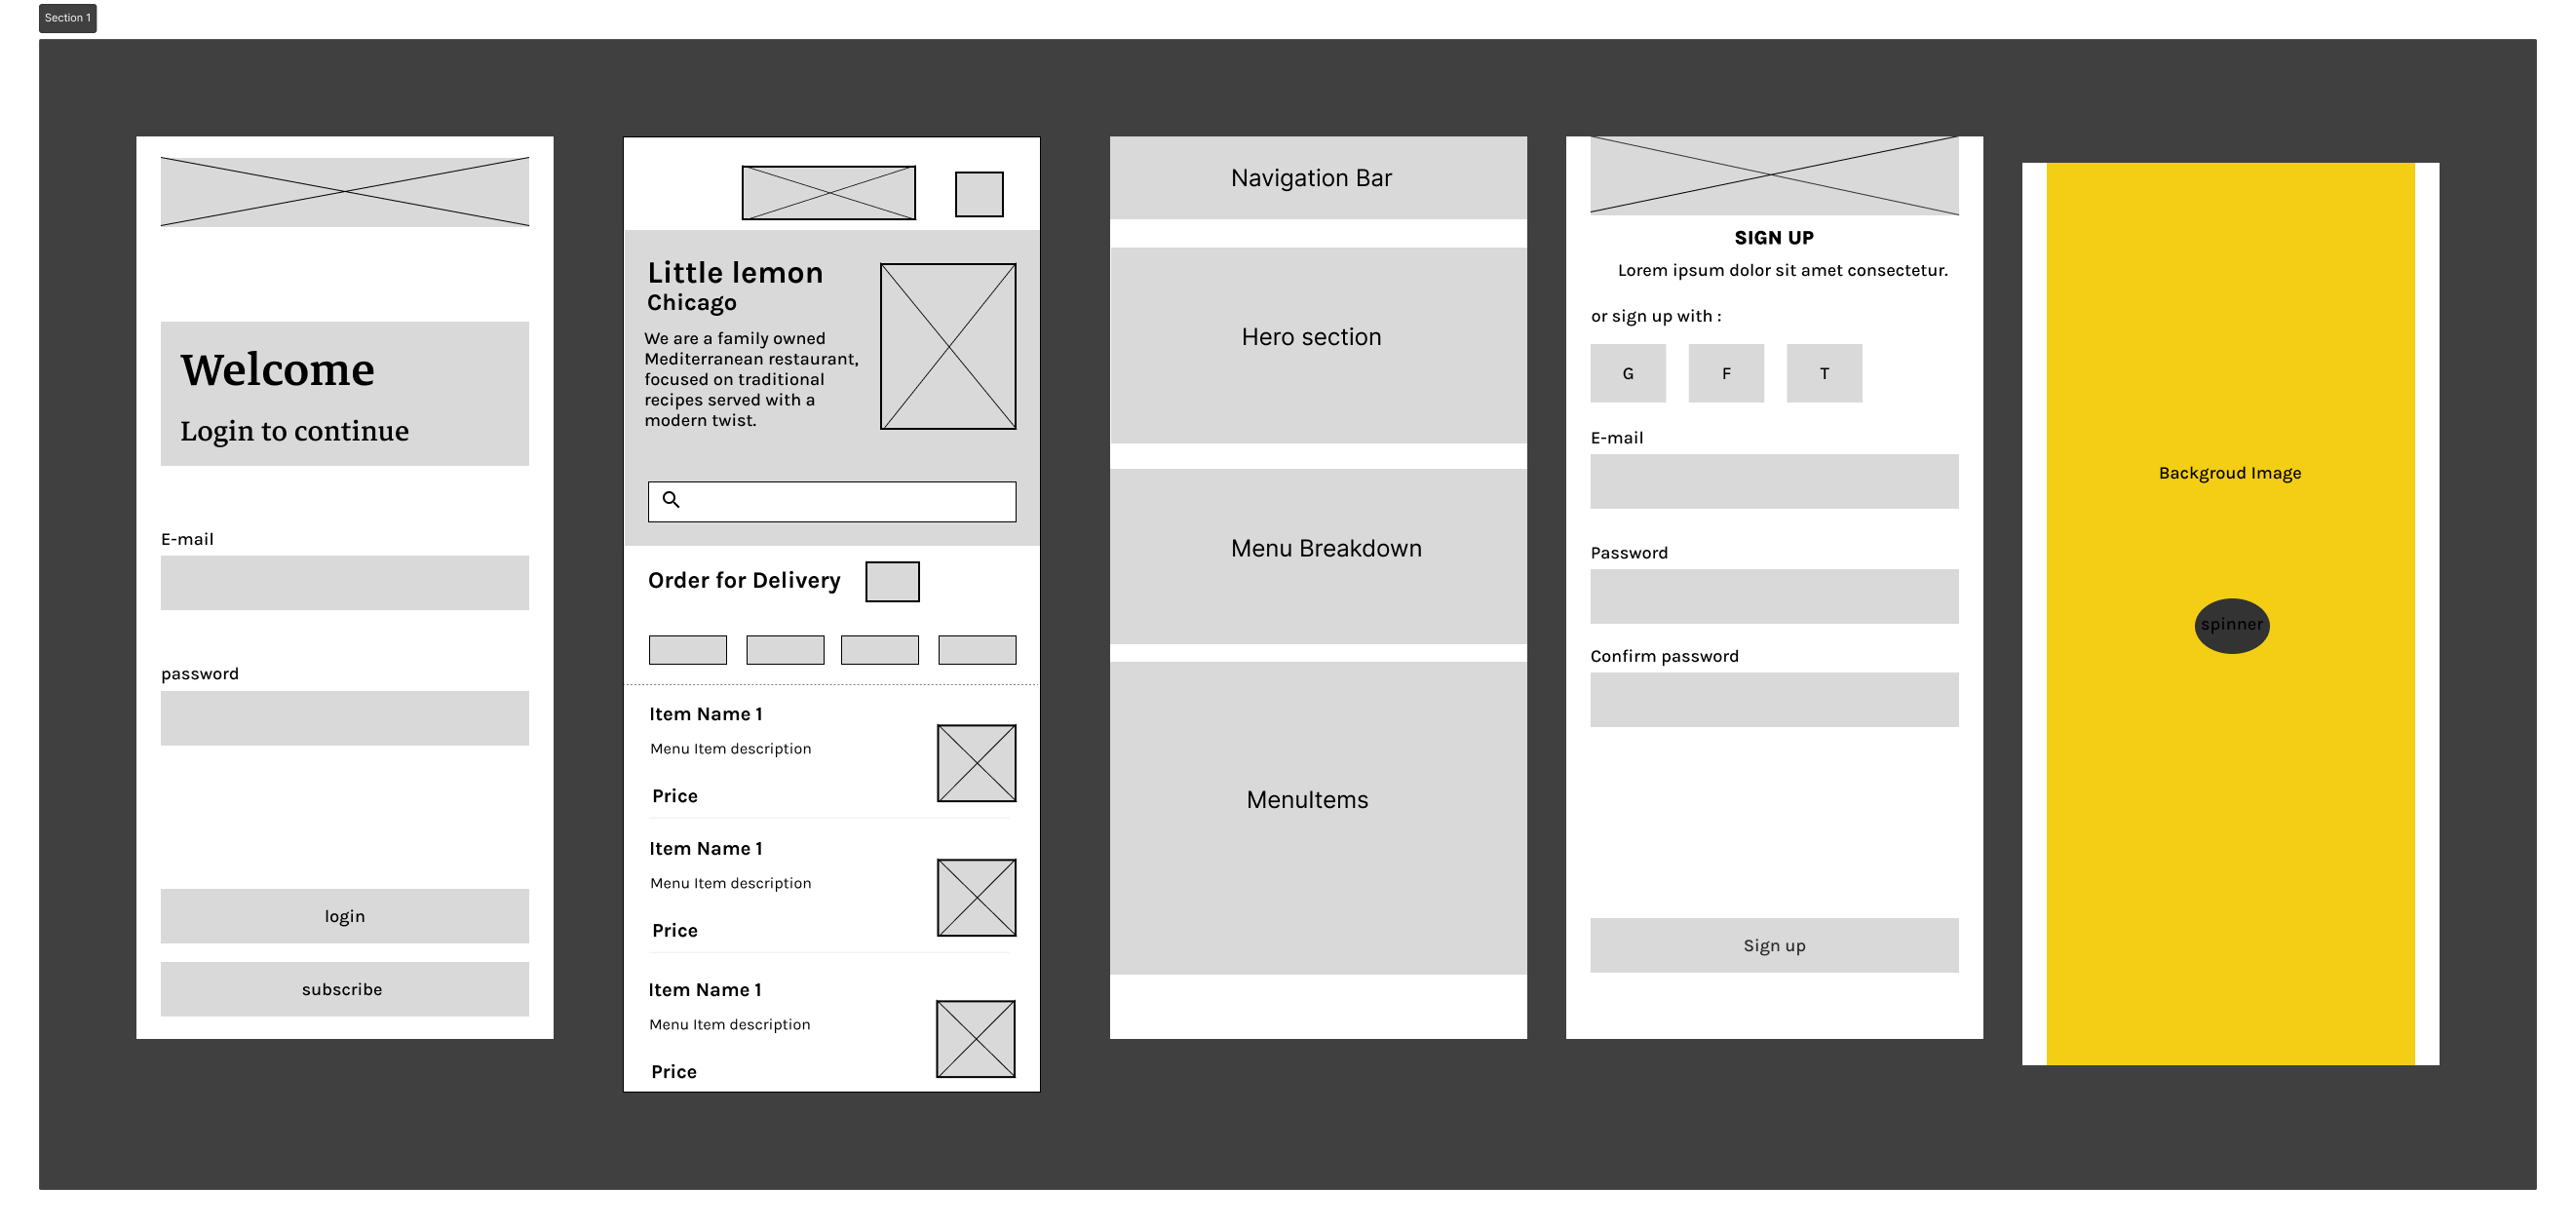 Section 1
Welcome
Login to continue
E-mail
password
login
subscribe
Little lemon
Chicago
We are a family owned
Mediterranean restaurant,
focused on traditional
recipes served with a
modern twist.
Order for Delivery
Item Name 1
Menu Item description
Price
Item Name 1
Menu Item description
Price
Item Name 1
Menu Item description
Price
Navigation Bar
Hero section
Menu Breakdown
MenuItems
SIGN UP
Lorem ipsum dolor sit amet consectetur.
or sign up with :
G F T
E-mail
Password
Confirm password
Sign up
Backgroud Image
spinner